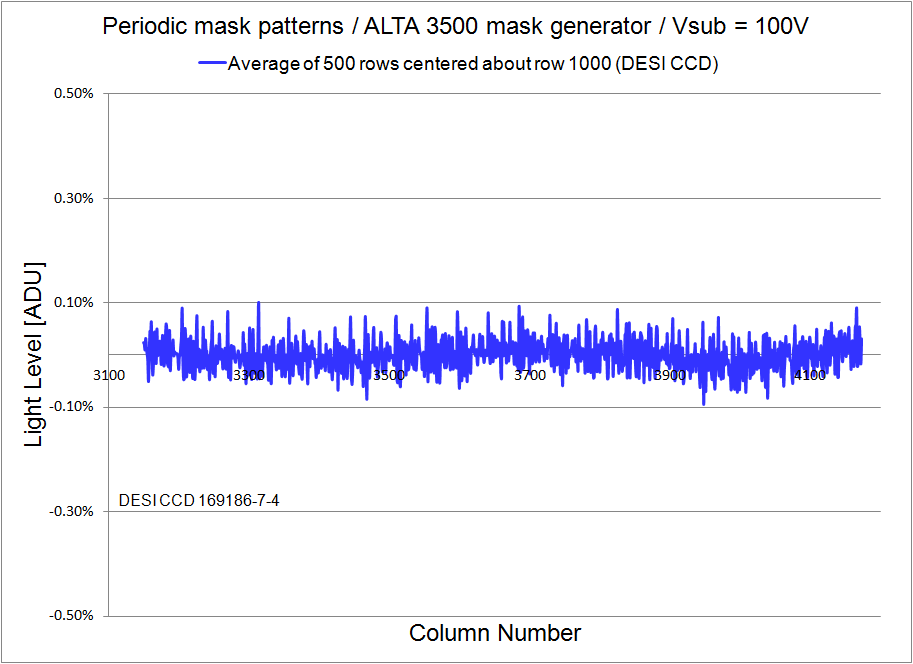 Periodic mask patterns / ALTA 3500 mask generator / Vsub = 100V
Average of 500 rows centered about row 1000 (DESI CCD)
0.50%
0.30%
0.10%
3100 3300 3500 3700 3900 4100
-0.10%
Light Level [ADU]
DESI CCD 169186-7-4
-0.30%
-0.50%
Column Number